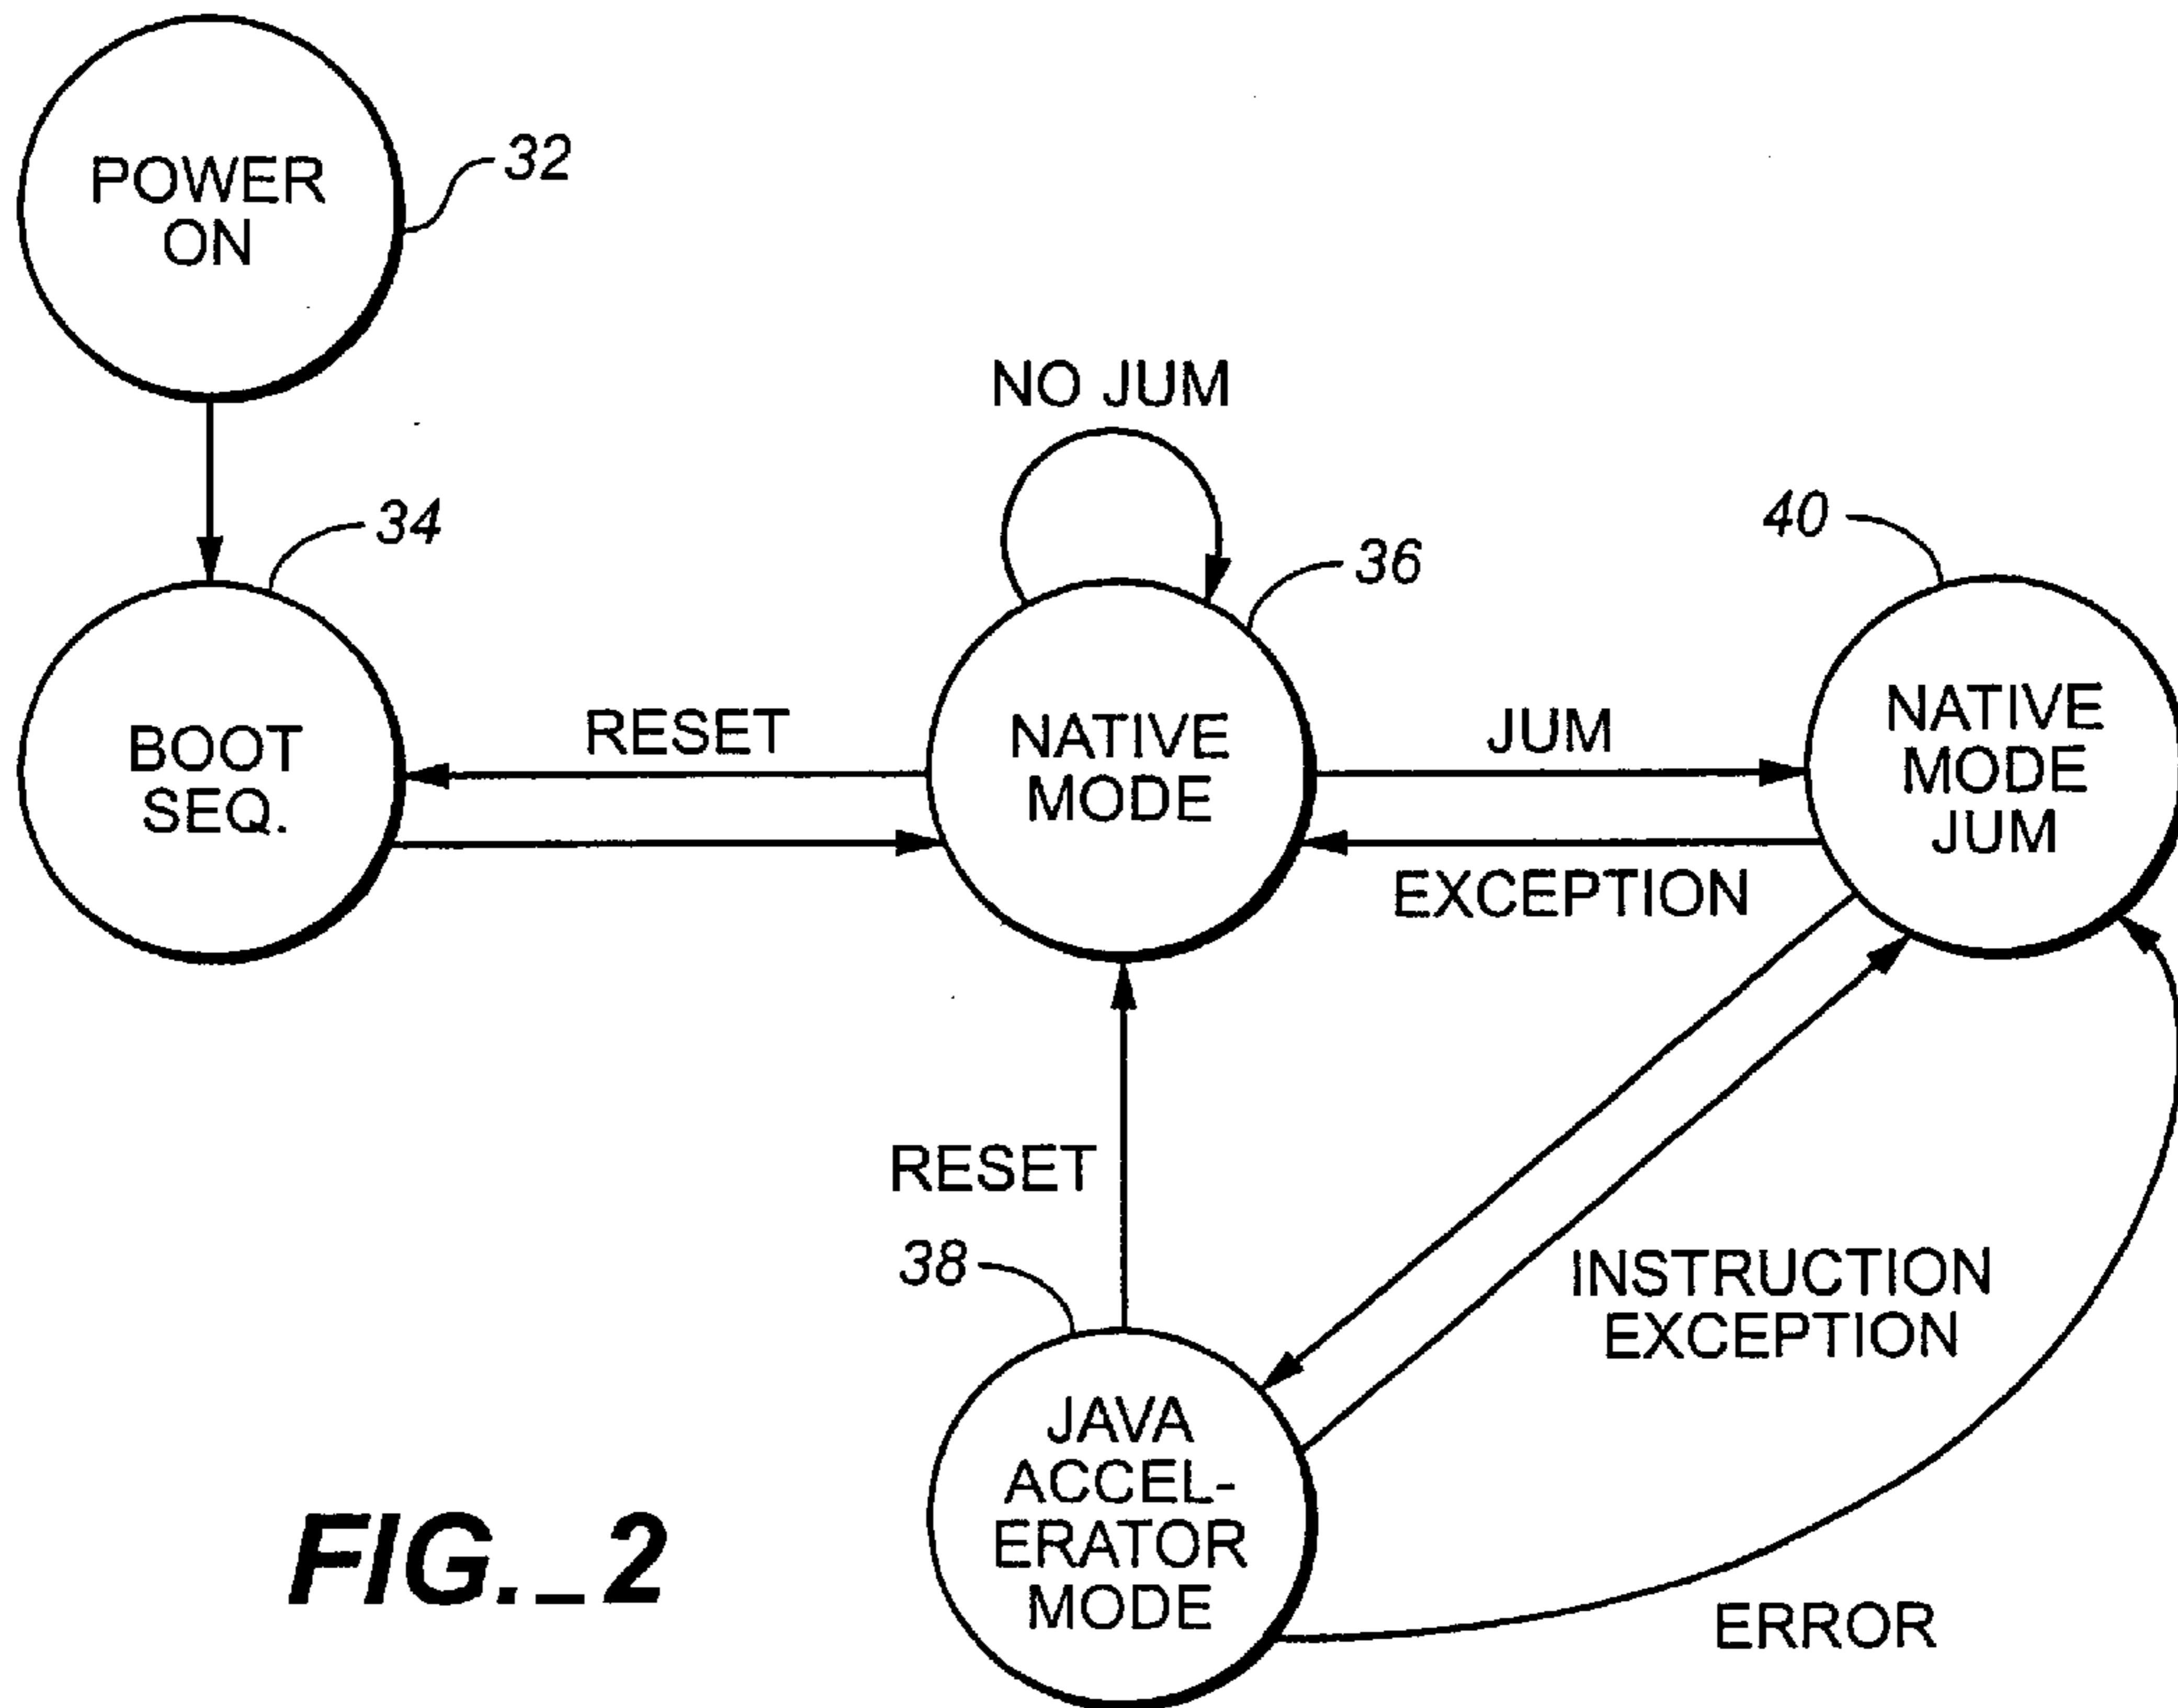 POWER
ON
32
34
BOOT
SEQ.
RESET
NO JUM
36
NATIVE
MODE
JUM
EXCEPTION
40
NATIVE
MODE
JUM
RESET
38
JAVA
ACCEL-
ERATOR
MODE
INSTRUCTION
EXCEPTION
ERROR
FIG._2